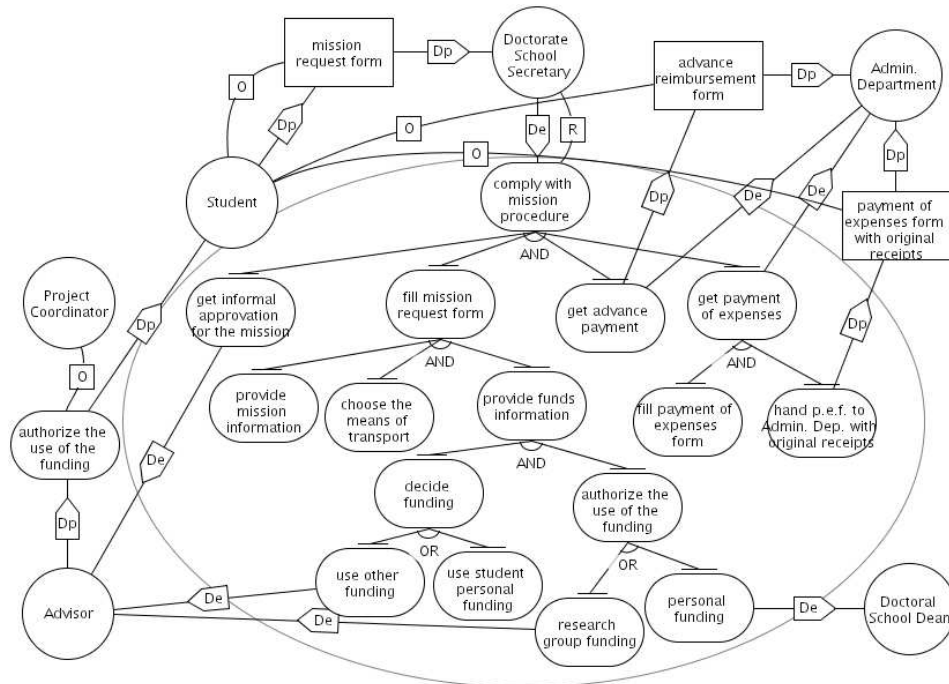 mission
request form
Dp
Doctorate
School
Secretary
advance
reimbursement
form
Dp
Admin.
Department
O
Dp
O
De
R
Dp
O
Student
comply with
mission
procedure
Dp
De
De
payment of
expenses form
with original
receipts
AND
Project
Coordinator
Dp
get informal
approvation
for the mission
fill mission
request form
get advance
payment
get payment
of expenses
Dp
O
AND
AND
authorize the
use of the
funding
De
provide
mission
information
choose the
means of
transport
provide funds
information
fill payment of
expenses
form
hand p.e.f. to
Admin. Dep. with
original receipts
AND
Dp
decide
funding
authorize the
use of the
funding
OR
OR
Advisor
De
use other
funding
use student
personal
funding
De
research
group funding
personal
funding
De
Doctoral
School Dean